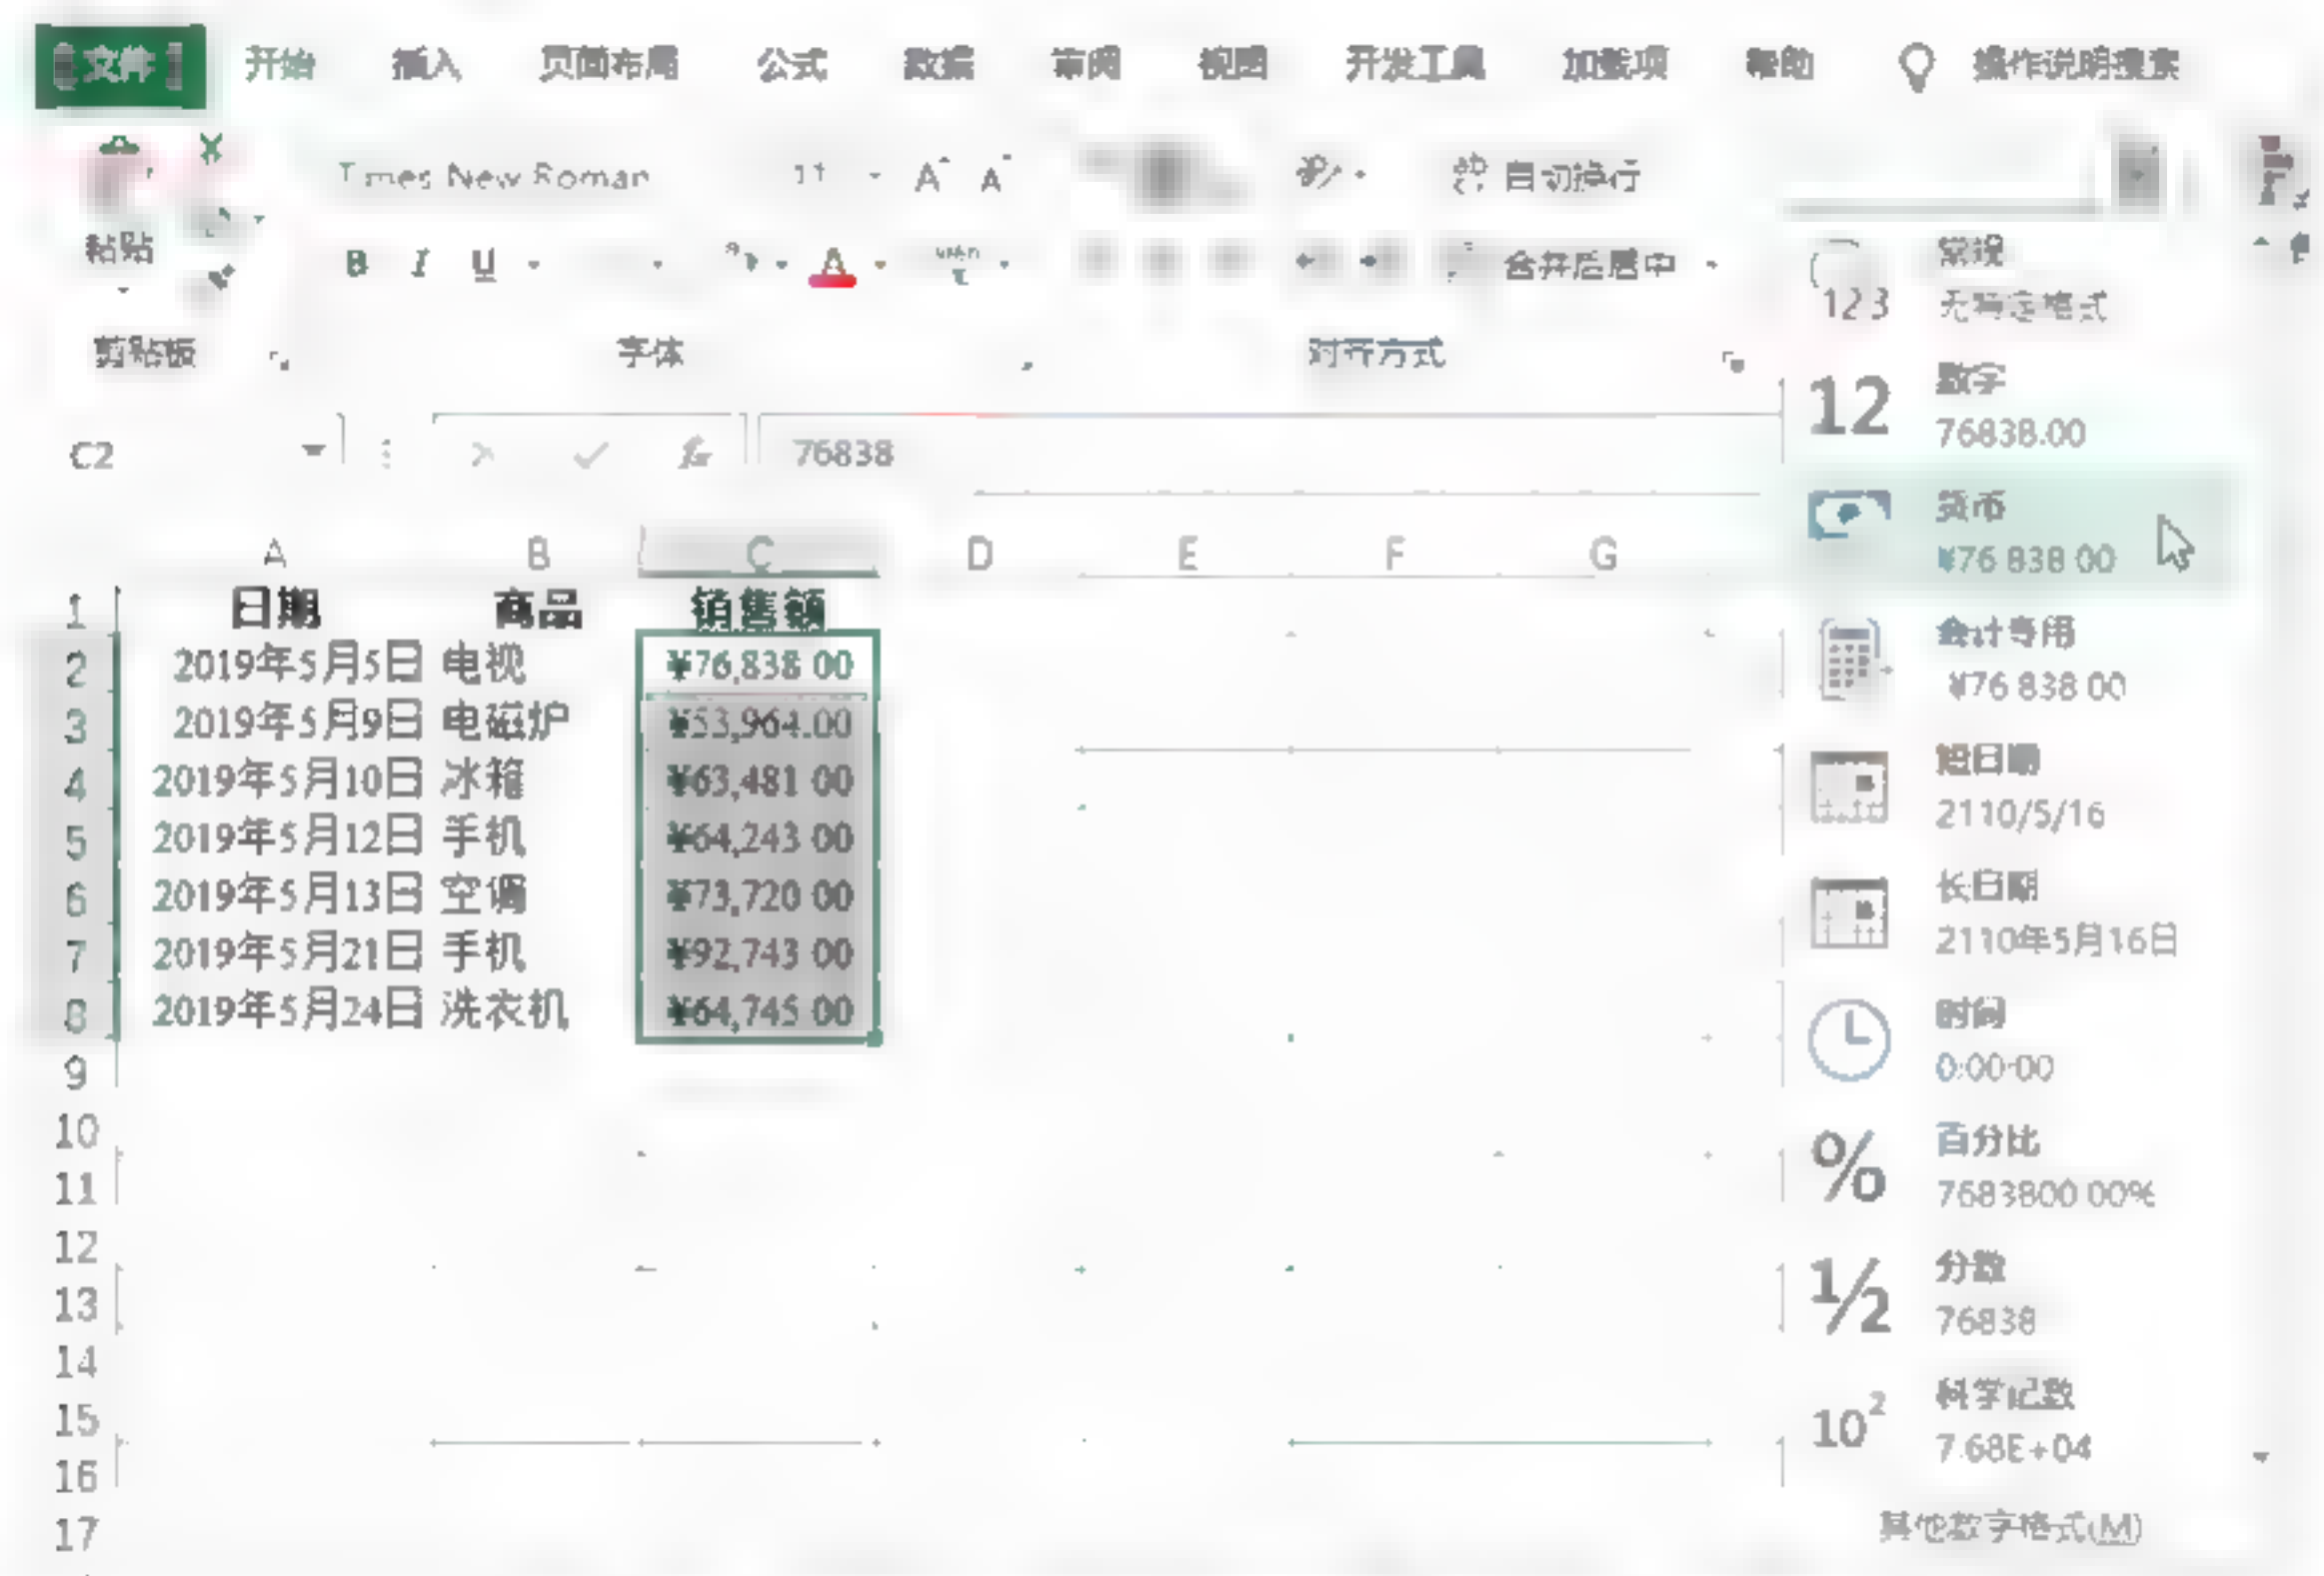 文件 开始 插入 页面布局 公式 数据 审阅 视图 开发工具 加载项 帮助 操作说明搜索
Times New Roman 11 A A ab 自动换行
粘贴 B I U A wén 合并后居中
剪贴板 字体 对齐方式
C2 fx 76838
A B C D E F G
1 日期 商品 销售额
2 2019年5月5日 电视 ¥76,838.00
3 2019年5月9日 电磁炉 ¥53,964.00
4 2019年5月10日 冰箱 ¥63,481.00
5 2019年5月12日 手机 ¥64,243.00
6 2019年5月13日 空调 ¥73,720.00
7 2019年5月21日 手机 ¥92,743.00
8 2019年5月24日 洗衣机 ¥64,745.00
9
10
11
12
13
14
15
16
17
123 常规
无特定格式
12 数字
76838.00
货币
¥76,838.00
会计专用
¥76,838.00
短日期
2110/5/16
长日期
2110年5月16日
时间
0:00:00
% 百分比
7683800.00%
½ 分数
76838
10² 科学记数
7.68E+04
其他数字格式(M)